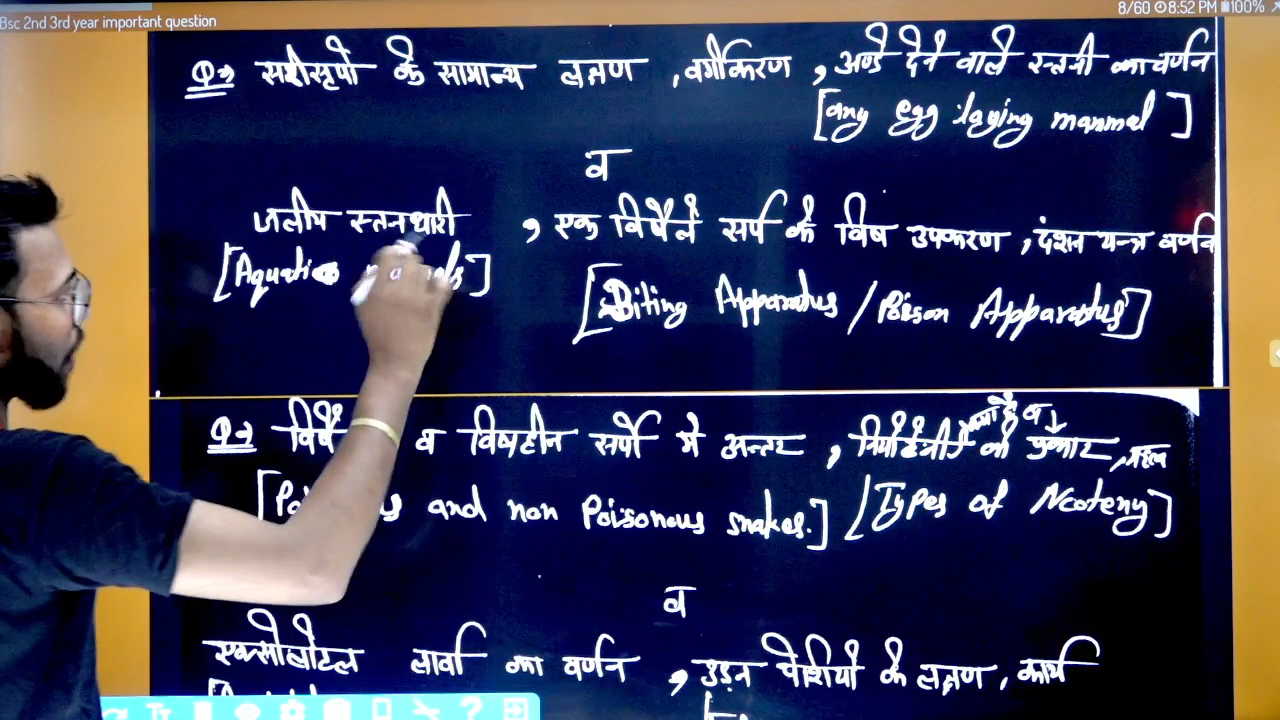 Bsc 2nd 3rd year important question
8/60 8:52 PM 100%
Q⇒ सरीसृपो के सामान्य लक्षण , वर्गीकरण , अण्डे देने वाले स्तनी का वर्णन
[any egg laying mammal]
व
जलीय स्तनधारी , एक विषैले सर्प के विष उपकरण , दंशन यन्त्र वर्णन
[Aquatic] [Biting Apparatus / Poison Apparatus]
Q⇒ व विषहीन सर्पो मे अन्तर , के प्रकार ,
and non Poisonous snakes.] [Types of Neoteny]
व
एक्सोलोटल लार्वा का वर्णन , उड़न पेशियो के लक्षण , कार्य